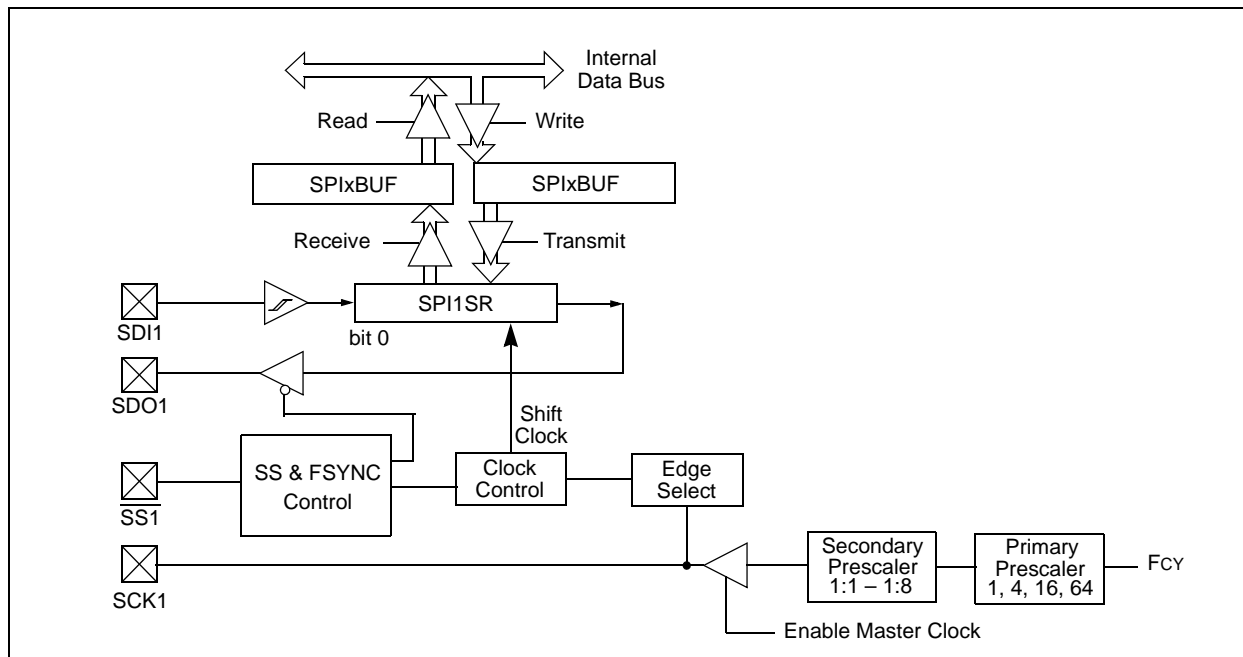 Internal
Data Bus
Read
Write
SPIxBUF
SPIxBUF
Receive
Transmit
SDI1
SPI1SR
bit 0
SDO1
Shift
Clock
SS & FSYNC
Control
Clock
Control
Edge
Select
SS1
SCK1
Secondary
Prescaler
1:1 – 1:8
Primary
Prescaler
1, 4, 16, 64
FCY
Enable Master Clock